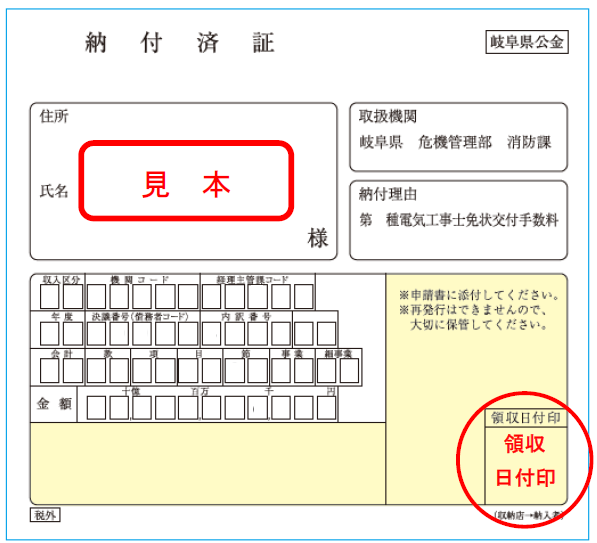 納付済証
岐阜県公金
住所
見本
氏名
様
取扱機関
岐阜県 危機管理部 消防課
納付理由
第 種電気工事士免状交付手数料
収入区分 機関コード 経理主管課コード
年度 決議番号(債務者コード) 内訳番号
会計 款 項 目 節 事業 細事業
金額 十億 百万 千 円
※申請書に添付してください。
※再発行はできませんので、
大切に保管してください。
領収日付印
領収
日付印
税外
(収納店→納入者)